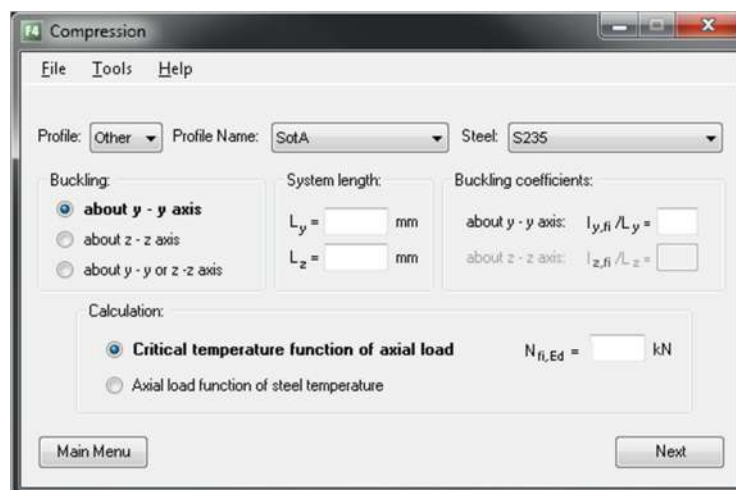 F4 Compression
File Tools Help
Profile: Other Profile Name: SotA Steel: S235
Buckling: System length: Buckling coefficients:
about y - y axis
about z - z axis
about y - y or z -z axis
Ly = mm
Lz = mm
about y - y axis: ly,fi /Ly =
about z - z axis: lz,fi /Lz =
Calculation:
Critical temperature function of axial load Nfi,Ed = kN
Axial load function of steel temperature
Main Menu Next